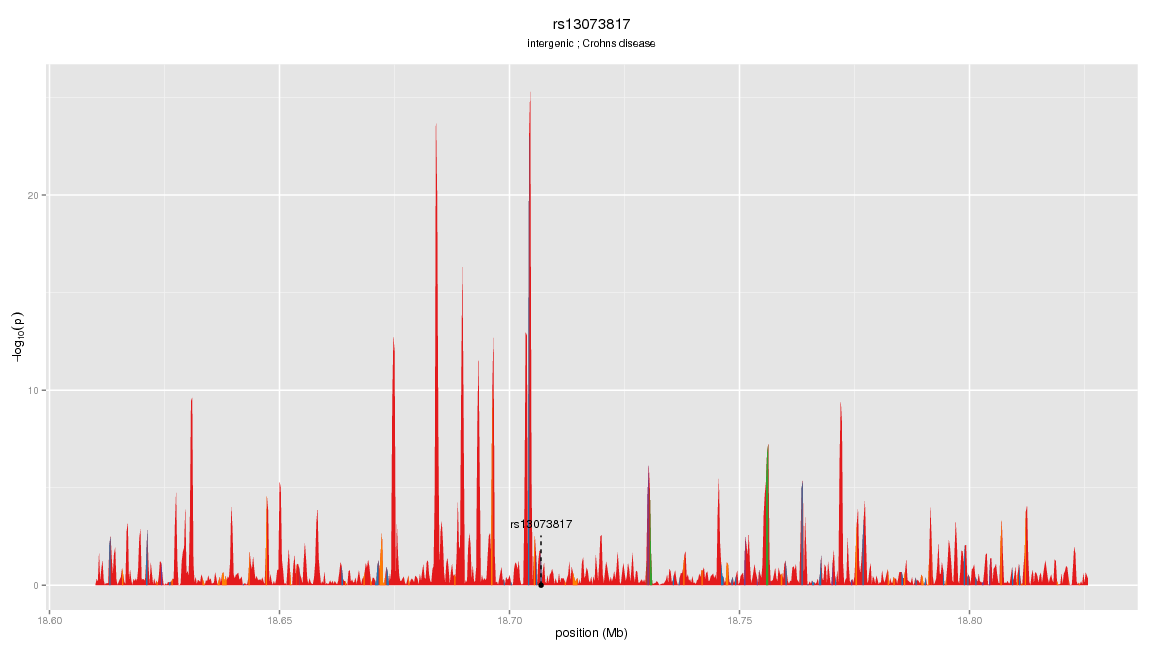 rs13073817
intergenic ; Crohns disease
−log10(p)
20
10
0
rs13073817
18.60
18.65
18.70
18.75
18.80
position (Mb)